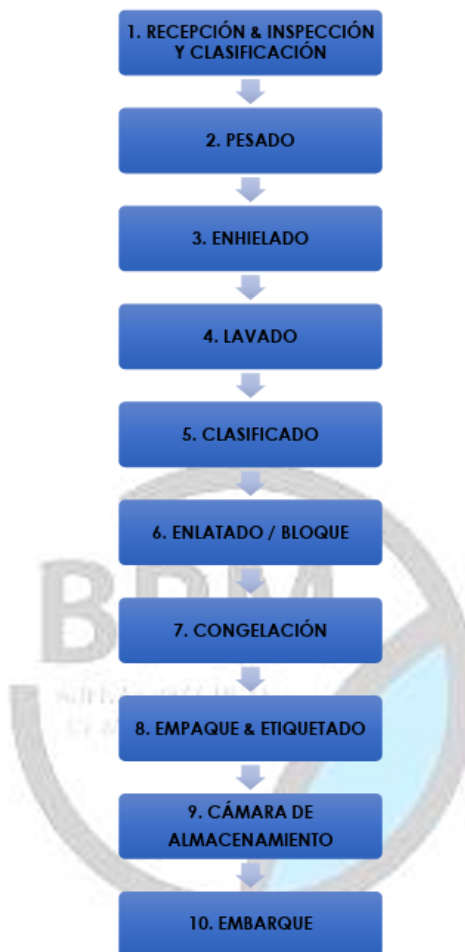 1. RECEPCIÓN & INSPECCIÓN
Y CLASIFICACIÓN
2. PESADO
3. ENHIELADO
4. LAVADO
5. CLASIFICADO
6. ENLATADO / BLOQUE
BPM
7. CONGELACIÓN
8. EMPAQUE & ETIQUETADO
9. CÁMARA DE
ALMACENAMIENTO
10. EMBARQUE